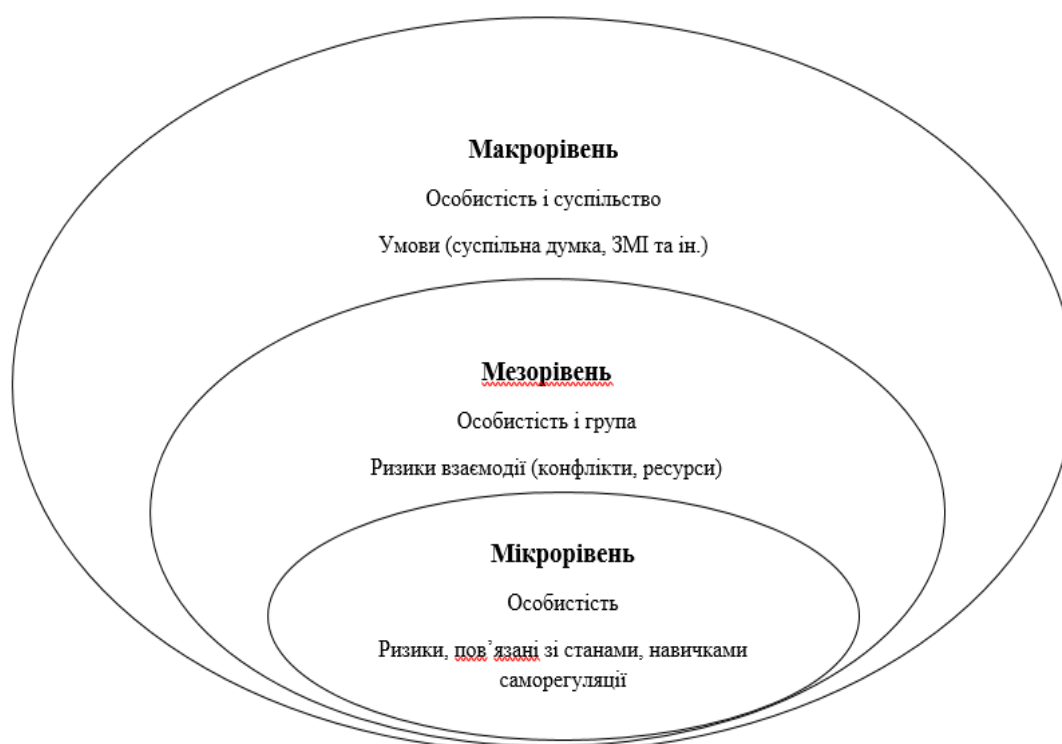 Макрорівень
Особистість і суспільство
Умови (суспільна думка, ЗМІ та ін.)
Мезорівень
Особистість і група
Ризики взаємодії (конфлікти, ресурси)
Мікрорівень
Особистість
Ризики, пов’язані зі станами, навичками
саморегуляції